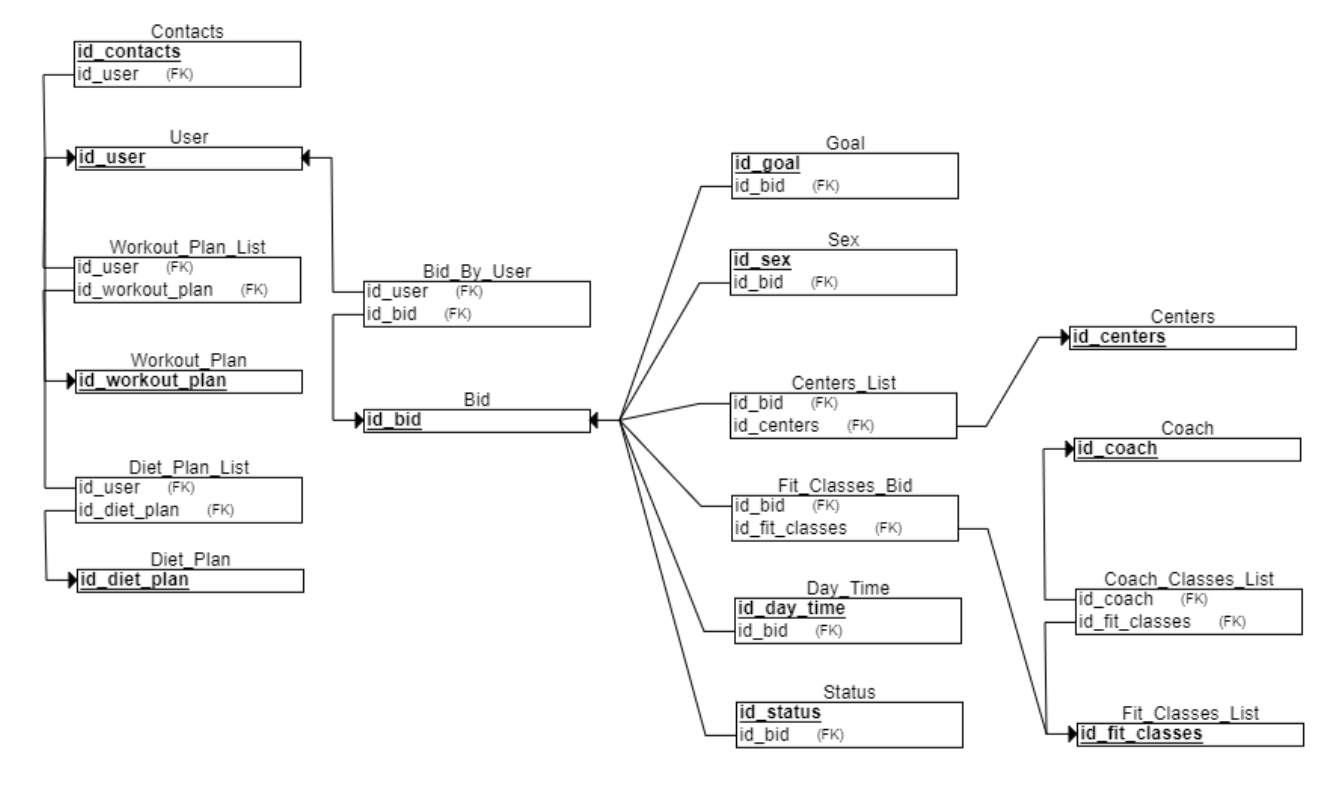 Contacts
id_contacts
id_user (FK)
User
id_user
Workout_Plan_List
id_user (FK)
id_workout_plan (FK)
Workout_Plan
id_workout_plan
Diet_Plan_List
id_user (FK)
id_diet_plan (FK)
Diet_Plan
id_diet_plan
Bid_By_User
id_user (FK)
id_bid (FK)
Bid
id_bid
Goal
id_goal
id_bid (FK)
Sex
id_sex
id_bid (FK)
Centers_List
id_bid (FK)
id_centers (FK)
Fit_Classes_Bid
id_bid (FK)
id_fit_classes (FK)
Day_Time
id_day_time
id_bid (FK)
Status
id_status
id_bid (FK)
Centers
id_centers
Coach
id_coach
Coach_Classes_List
id_coach (FK)
id_fit_classes (FK)
Fit_Classes_List
id_fit_classes